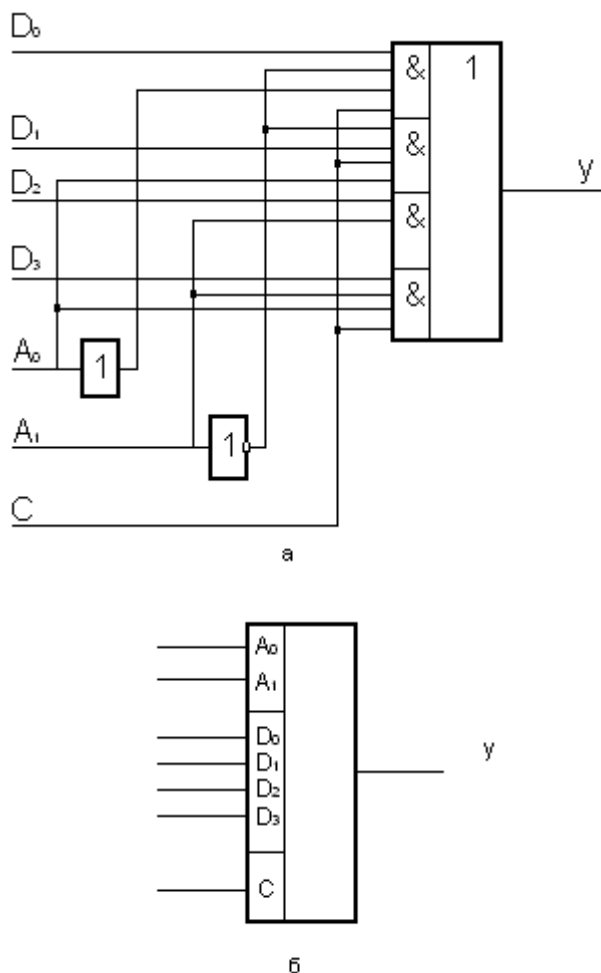 D₀
& 1
D₁
&
y
D₂
&
D₃
&
A₀
1
A₁
1
C
а
A₀
A₁
D₀
D₁
y
D₂
D₃
C
б